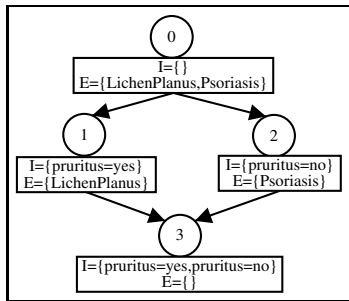 0
I={}
E={LichenPlanus,Psoriasis}
1
2
I={pruritus=yes}
E={LichenPlanus}
I={pruritus=no}
E={Psoriasis}
3
I={pruritus=yes,pruritus=no}
E={}